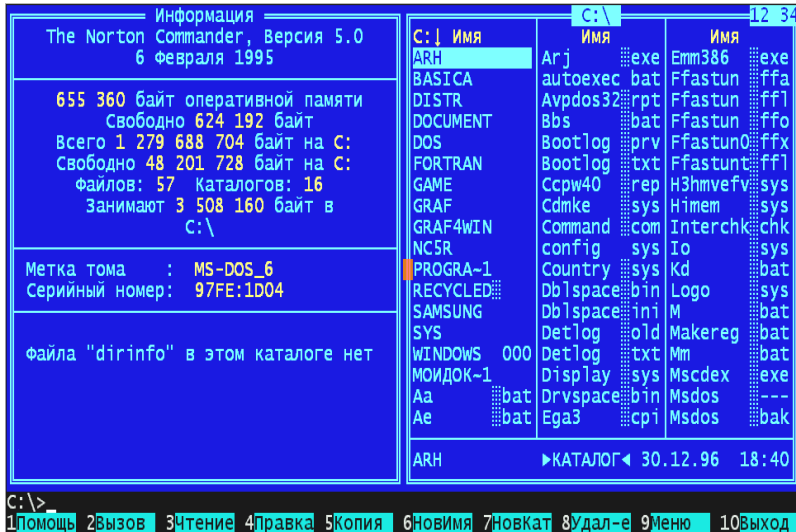 Информация
The Norton Commander, Версия 5.0
6 Февраля 1995
655 360 байт оперативной памяти
Свободно 624 192 байт
Всего 1 279 688 704 байт на C:
Свободно 48 201 728 байт на C:
Файлов: 57 Каталогов: 16
Занимают 3 508 160 байт в
C:\
Метка тома : MS-DOS_6
Серийный номер: 97FE:1D04
Файла "dirinfo" в этом каталоге нет
C:\ 12 34
C:↓ Имя Имя Имя
ARH Arj exe Emm386 exe
BASICA autoexec bat Ffastun ffa
DISTR Avpdos32 rpt Ffastun ffl
DOCUMENT Bbs bat Ffastun ffo
DOS Bootlog prv Ffastun0 ffx
FORTRAN Bootlog txt Ffastunt ffl
GAME Ccpw40 rep H3hmvefv sys
GRAF Cdmke sys Himem sys
GRAF4WIN Command com Interchk chk
NC5R config sys Io sys
PROGRA~1 Country sys Kd bat
RECYCLED Dblspace bin Logo sys
SAMSUNG Dblspace ini M bat
SYS Detlog old Makereg bat
WINDOWS 000 Detlog txt Mm bat
МОИДОК~1 Display sys Mscdex exe
Aa bat Drvspace bin Msdos ---
Ae bat Ega3 cpi Msdos bak
ARH ►КАТАЛОГ◄ 30.12.96 18:40
C:\>_
1Помощь 2Вызов 3Чтение 4Правка 5Копия 6НовИмя 7НовКат 8Удал-е 9Меню 10Выход